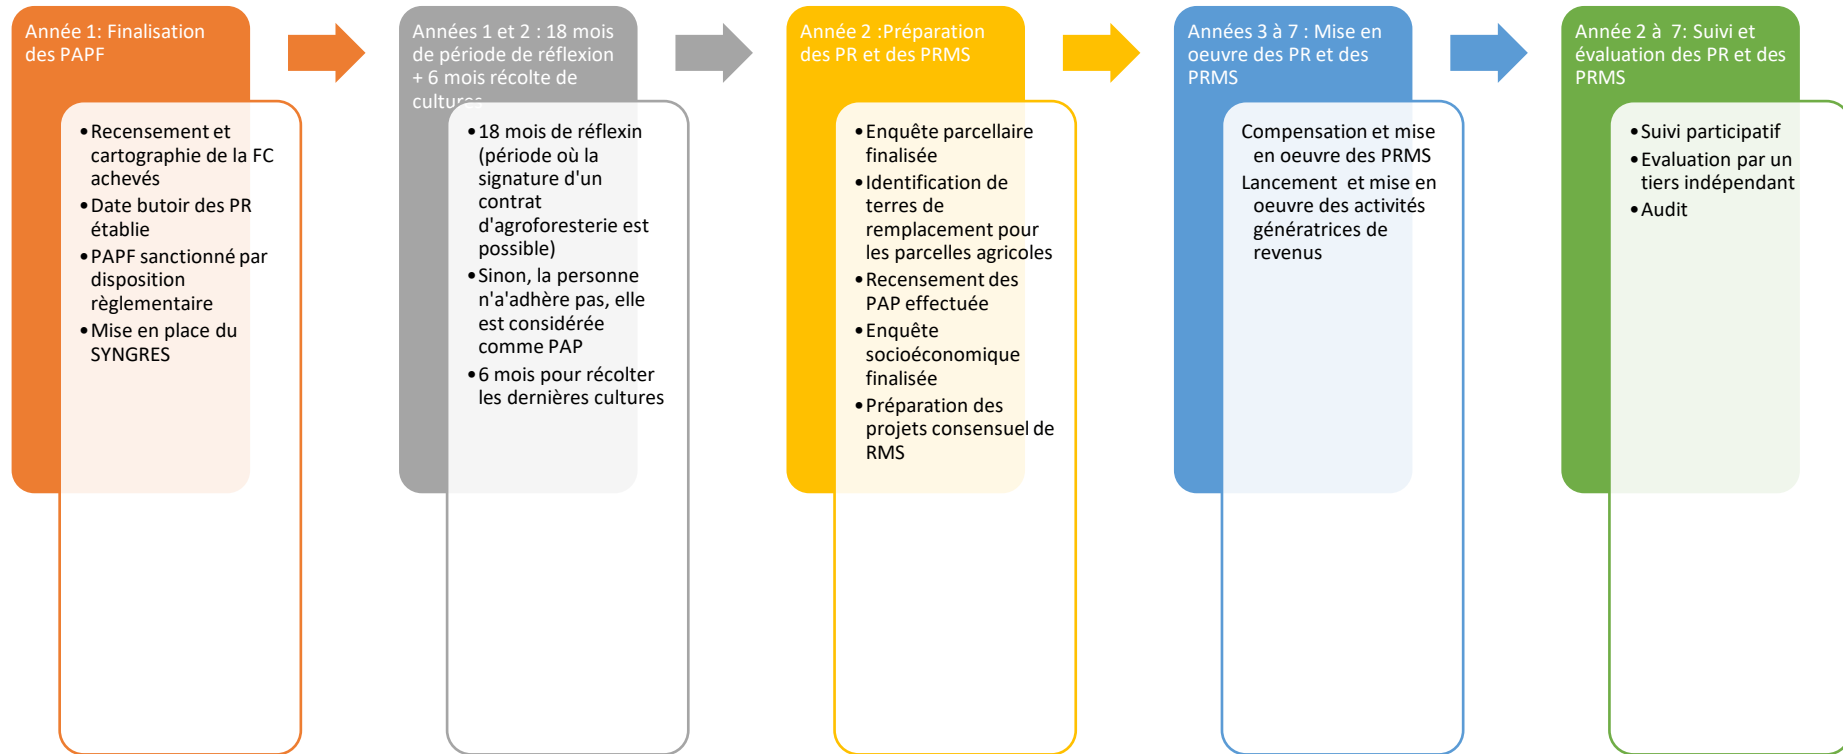 Année 1: Finalisation
des PAPF
•Recensement et
cartographie de la FC
achevés
•Date butoir des PR
établie
•PAPF sanctionné par
disposition
règlementaire
•Mise en place du
SYNGRES
Années 1 et 2 : 18 mois
de période de réflexion
+ 6 mois récolte de
cultures
•18 mois de réflexin
(période où la
signature d'un
contrat
d'agroforesterie est
possible)
•Sinon, la personne
n'a'adhère pas, elle
est considérée
comme PAP
•6 mois pour récolter
les dernières cultures
Année 2 :Préparation
des PR et des PRMS
•Enquête parcellaire
finalisée
•Identification de
terres de
remplacement pour
les parcelles agricoles
•Recensement des
PAP effectuée
•Enquête
socioéconomique
finalisée
•Préparation des
projets consensuel de
RMS
Années 3 à 7 : Mise en
oeuvre des PR et des
PRMS
Compensation et mise
en oeuvre des PRMS
Lancement et mise en
oeuvre des activités
génératrices de
revenus
Année 2 à 7: Suivi et
évaluation des PR et des
PRMS
•Suivi participatif
•Evaluation par un
tiers indépendant
•Audit